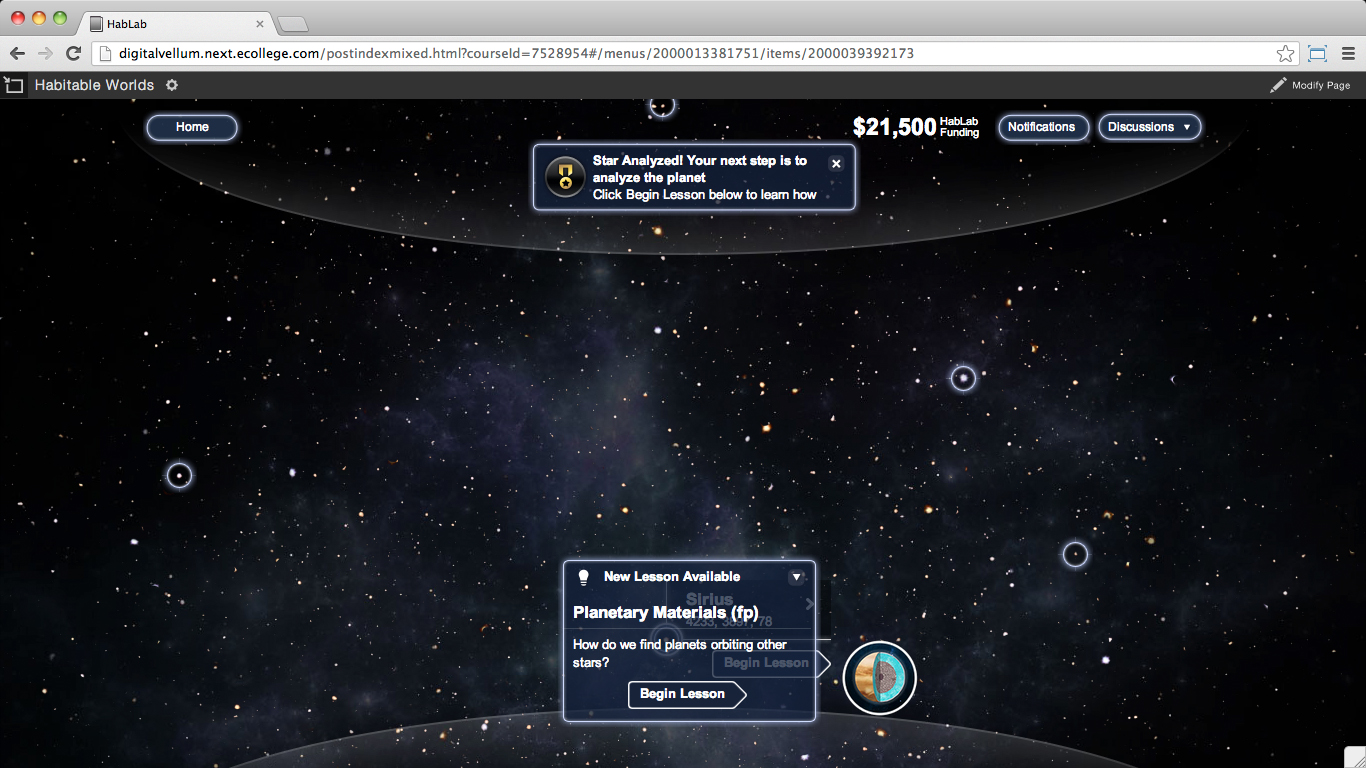 HabLab
digitalvellum.next.ecollege.com/postindexmixed.html?courseId=7528954#/menus/2000013381751/items/2000039392173
Habitable Worlds
Modify Page
Home
$21,500 HabLab
Funding
Notifications
Discussions
Star Analyzed! Your next step is to
analyze the planet
Click Begin Lesson below to learn how
New Lesson Available
Sirius
Planetary Materials (fp)
How do we find planets orbiting other
stars?
Begin Lesson
Begin Lesson